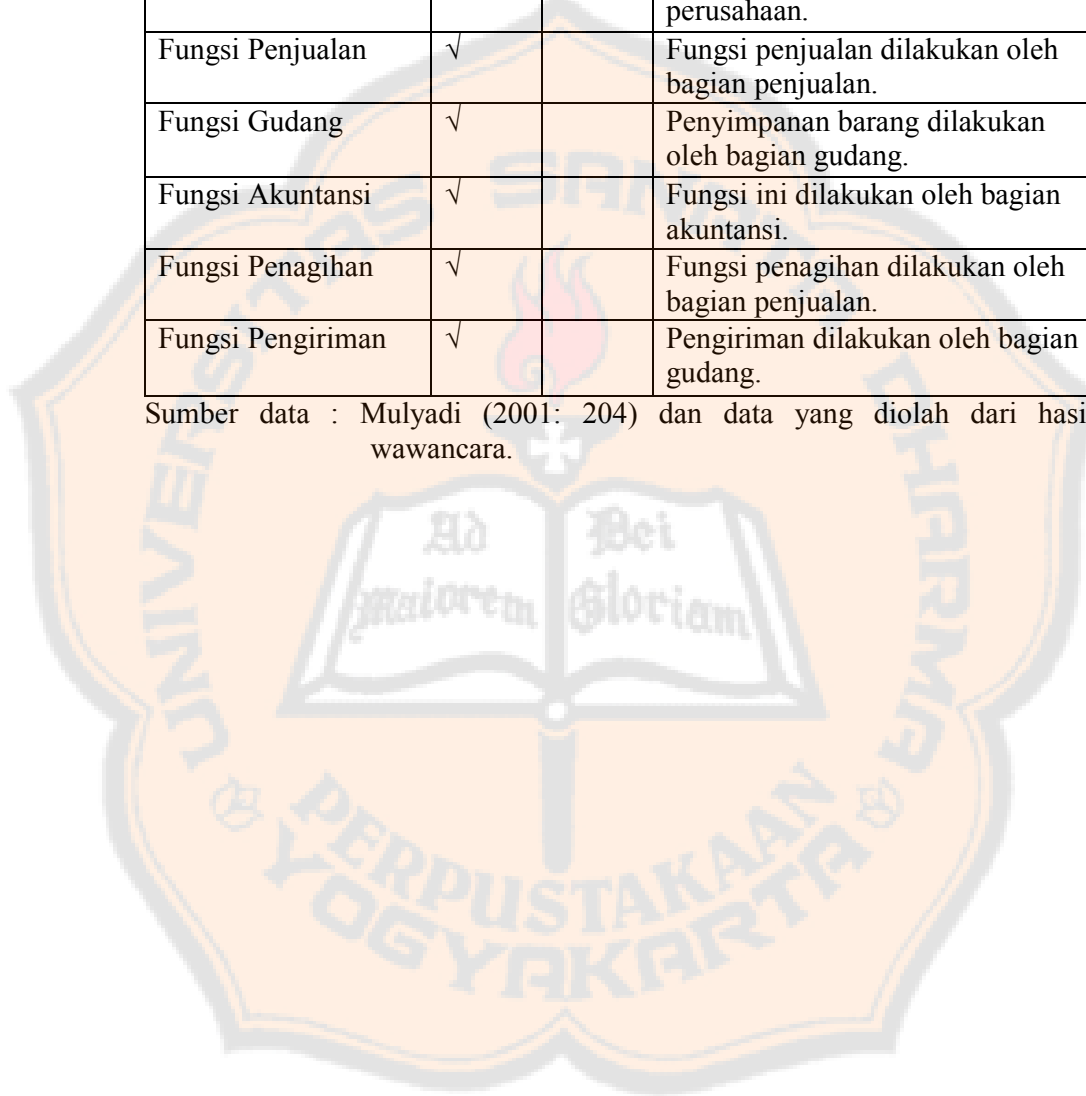 perusahaan.
Fungsi Penjualan √ Fungsi penjualan dilakukan oleh
bagian penjualan.
Fungsi Gudang √ Penyimpanan barang dilakukan
oleh bagian gudang.
Fungsi Akuntansi √ Fungsi ini dilakukan oleh bagian
akuntansi.
Fungsi Penagihan √ Fungsi penagihan dilakukan oleh
bagian penjualan.
Fungsi Pengiriman √ Pengiriman dilakukan oleh bagian
gudang.
Sumber data : Mulyadi (2001: 204) dan data yang diolah dari hasi
wawancara.
UNIVERSITAS SANATA DHARMA
Ad Dei
maiorem Gloriam
PERPUSTAKAAN
YOGYAKARTA